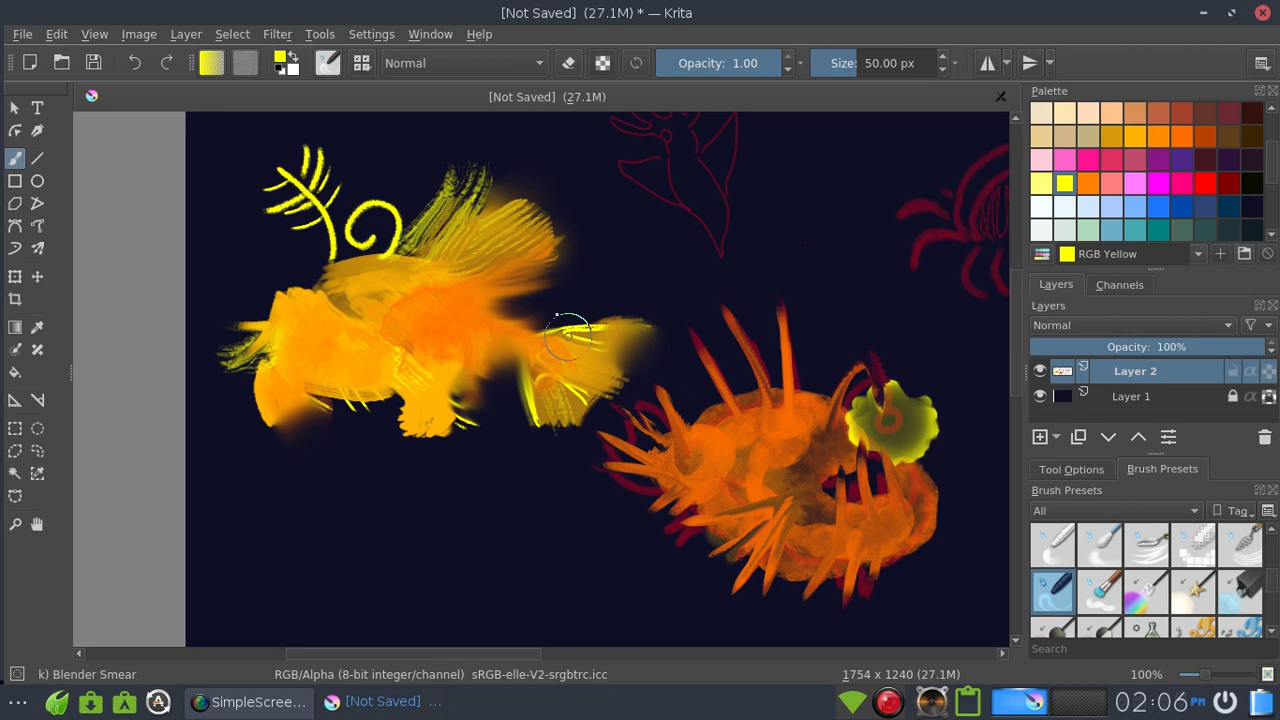 [Not Saved]  (27.1M) * — Krita
File Edit View Image Layer Select Filter Tools Settings Window Help
Normal Opacity: 1.00 Size: 50.00 px
[Not Saved]  (27.1M)
Palette
RGB Yellow
Layers Channels
Layers
Normal
Opacity: 100%
Layer 2
Layer 1
Tool Options Brush Presets
Brush Presets
All Tag
Search
k) Blender Smear RGB/Alpha (8-bit integer/channel)  sRGB-elle-V2-srgbtrc.icc 1754 x 1240 (27.1M) 100%
SimpleScree... [Not Saved]  ... 02:06 PM